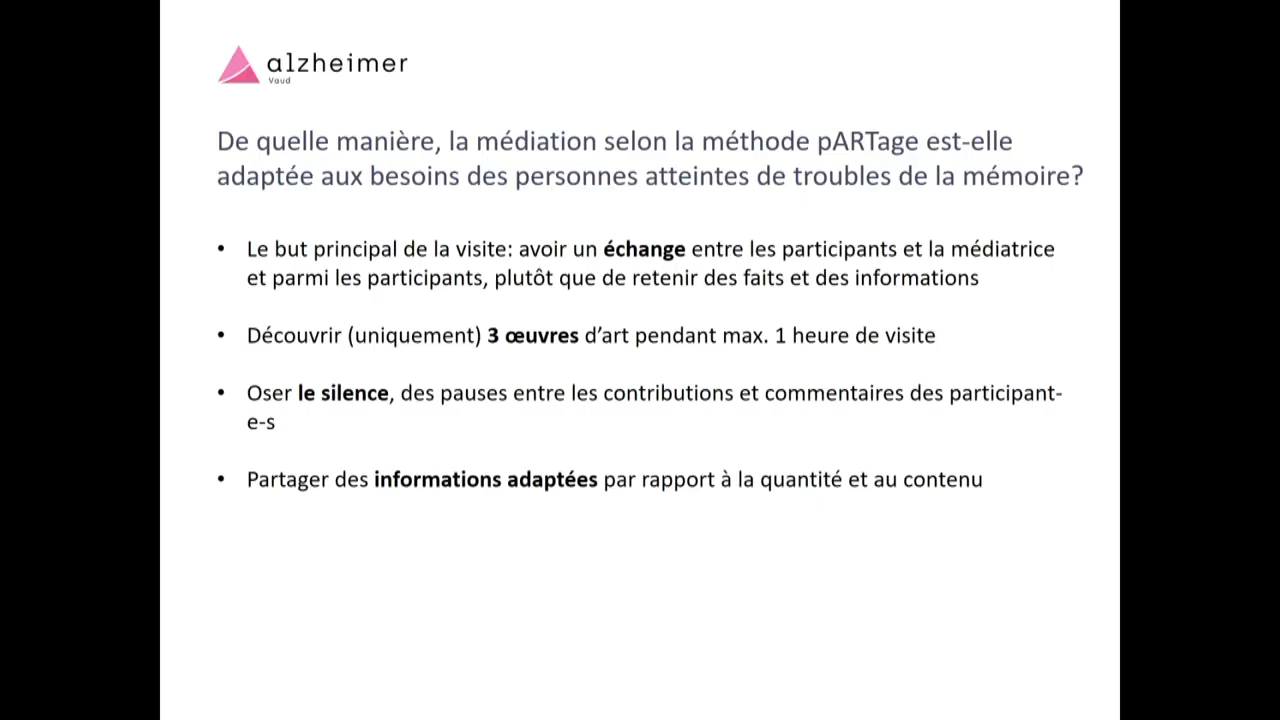 alzheimer
Vaud
De quelle manière, la médiation selon la méthode pARTage est-elle
adaptée aux besoins des personnes atteintes de troubles de la mémoire?
• Le but principal de la visite: avoir un échange entre les participants et la médiatrice
et parmi les participants, plutôt que de retenir des faits et des informations
• Découvrir (uniquement) 3 œuvres d’art pendant max. 1 heure de visite
• Oser le silence, des pauses entre les contributions et commentaires des participant-
e-s
• Partager des informations adaptées par rapport à la quantité et au contenu